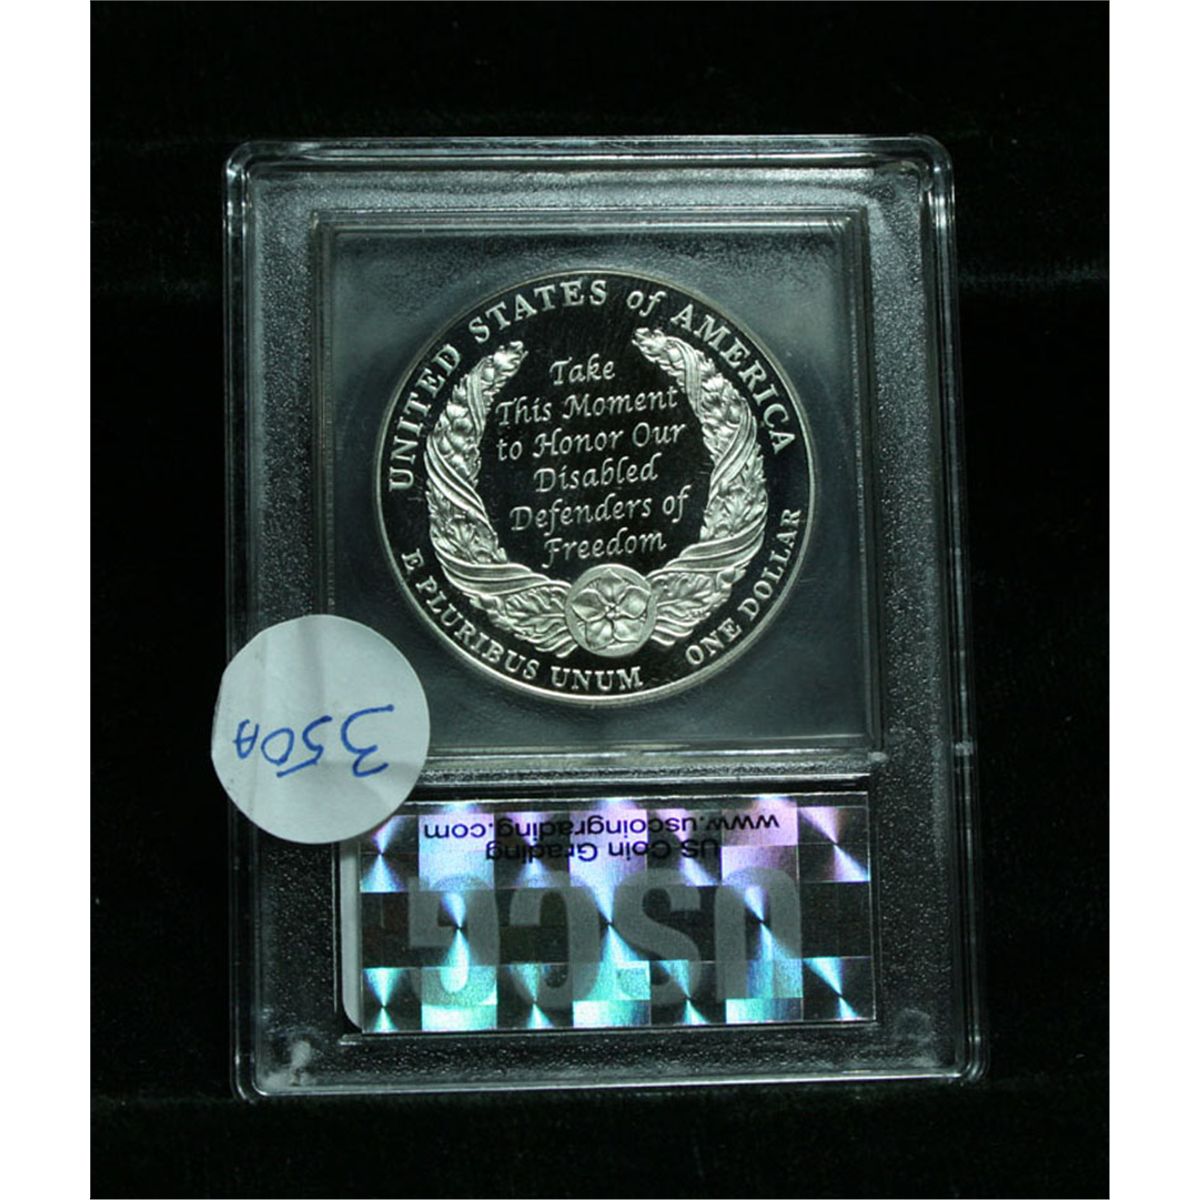 UNITED STATES of AMERICA
Take
This Moment
to Honor Our
Disabled
Defenders of
Freedom
E PLURIBUS UNUM
ONE DOLLAR
350A
www.uscoingrading.com
US Coin Grading
USCG